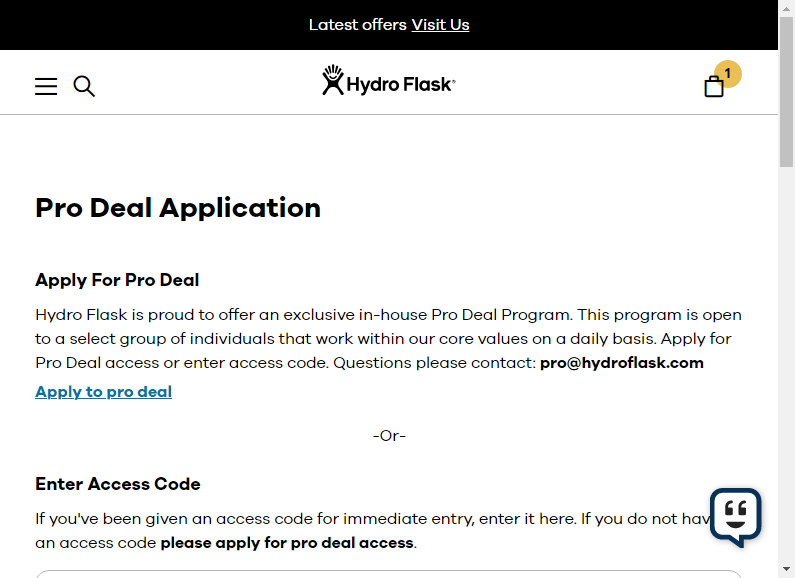 Latest offers Visit Us
Hydro Flask
1
Pro Deal Application
Apply For Pro Deal
Hydro Flask is proud to offer an exclusive in-house Pro Deal Program. This program is open
to a select group of individuals that work within our core values on a daily basis. Apply for
Pro Deal access or enter access code. Questions please contact: pro@hydroflask.com
Apply to pro deal
-Or-
Enter Access Code
If you've been given an access code for immediate entry, enter it here. If you do not
an access code please apply for pro deal access.